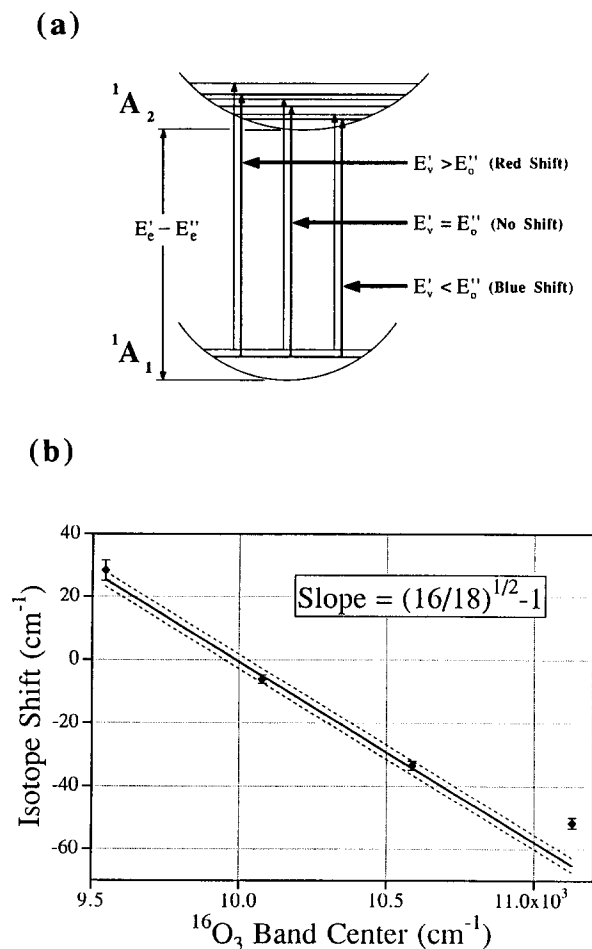 (a)
¹A₂
E'ᵥ > E''₀ (Red Shift)
E'ₑ − E''ₑ
E'ᵥ = E''₀ (No Shift)
E'ᵥ < E''₀ (Blue Shift)
¹A₁
(b)
40
20
0
-20
-40
-60
Isotope Shift (cm⁻¹)
Slope = (16/18)^1/2-1
9.5
10.0
10.5
11.0x10³
¹⁶O₃ Band Center (cm⁻¹)